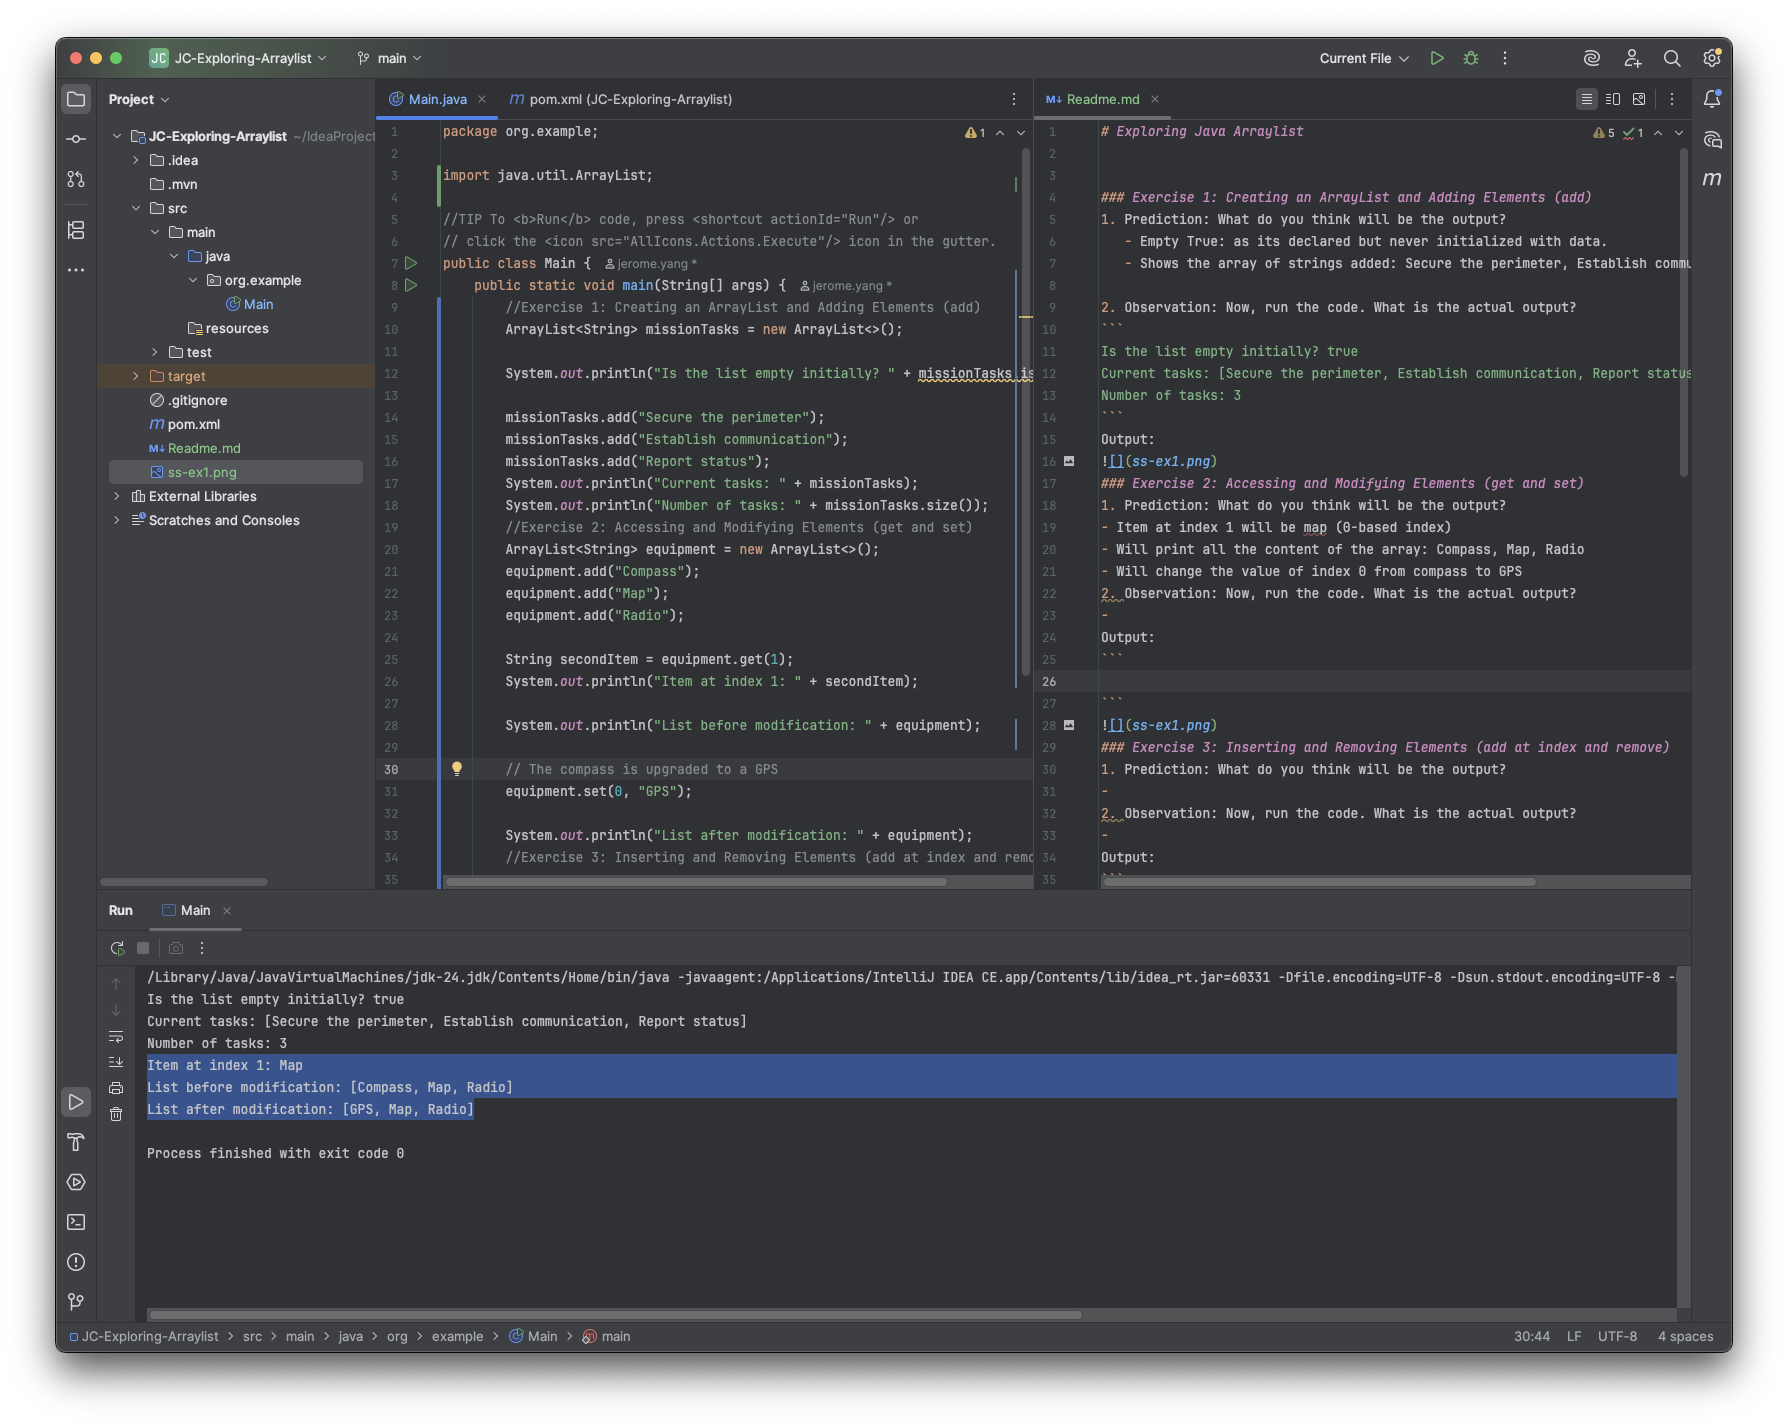 JC JC-Exploring-Arraylist main Current File
Project
JC-Exploring-Arraylist ~/IdeaProject
.idea
.mvn
src
main
java
org.example
Main
resources
test
target
.gitignore
pom.xml
Readme.md
ss-ex1.png
External Libraries
Scratches and Consoles
Main.java pom.xml (JC-Exploring-Arraylist)
1 package org.example;
2
3 import java.util.ArrayList;
4
5 //TIP To <b>Run</b> code, press <shortcut actionId="Run"/> or
6 // click the <icon src="AllIcons.Actions.Execute"/> icon in the gutter.
7 public class Main { jerome.yang *
8 public static void main(String[] args) { jerome.yang *
9 //Exercise 1: Creating an ArrayList and Adding Elements (add)
10 ArrayList<String> missionTasks = new ArrayList<>();
11
12 System.out.println("Is the list empty initially? " + missionTasks.is
13
14 missionTasks.add("Secure the perimeter");
15 missionTasks.add("Establish communication");
16 missionTasks.add("Report status");
17 System.out.println("Current tasks: " + missionTasks);
18 System.out.println("Number of tasks: " + missionTasks.size());
19 //Exercise 2: Accessing and Modifying Elements (get and set)
20 ArrayList<String> equipment = new ArrayList<>();
21 equipment.add("Compass");
22 equipment.add("Map");
23 equipment.add("Radio");
24
25 String secondItem = equipment.get(1);
26 System.out.println("Item at index 1: " + secondItem);
27
28 System.out.println("List before modification: " + equipment);
29
30 // The compass is upgraded to a GPS
31 equipment.set(0, "GPS");
32
33 System.out.println("List after modification: " + equipment);
34 //Exercise 3: Inserting and Removing Elements (add at index and remo
35
1
Readme.md
1 # Exploring Java Arraylist
2
3
4 ### Exercise 1: Creating an ArrayList and Adding Elements (add)
5 1. Prediction: What do you think will be the output?
6 - Empty True: as its declared but never initialized with data.
7 - Shows the array of strings added: Secure the perimeter, Establish commu
8
9 2. Observation: Now, run the code. What is the actual output?
10 ```
11 Is the list empty initially? true
12 Current tasks: [Secure the perimeter, Establish communication, Report status
13 Number of tasks: 3
14 ```
15 Output:
16 ![](ss-ex1.png)
17 ### Exercise 2: Accessing and Modifying Elements (get and set)
18 1. Prediction: What do you think will be the output?
19 - Item at index 1 will be map (0-based index)
20 - Will print all the content of the array: Compass, Map, Radio
21 - Will change the value of index 0 from compass to GPS
22 2. Observation: Now, run the code. What is the actual output?
23 -
24 Output:
25 ```
26
27 ```
28 ![](ss-ex1.png)
29 ### Exercise 3: Inserting and Removing Elements (add at index and remove)
30 1. Prediction: What do you think will be the output?
31 -
32 2. Observation: Now, run the code. What is the actual output?
33 -
34 Output:
35 ```
5 1
Run Main
/Library/Java/JavaVirtualMachines/jdk-24.jdk/Contents/Home/bin/java -javaagent:/Applications/IntelliJ IDEA CE.app/Contents/lib/idea_rt.jar=60331 -Dfile.encoding=UTF-8 -Dsun.stdout.encoding=UTF-8 -
Is the list empty initially? true
Current tasks: [Secure the perimeter, Establish communication, Report status]
Number of tasks: 3
Item at index 1: Map
List before modification: [Compass, Map, Radio]
List after modification: [GPS, Map, Radio]
Process finished with exit code 0
JC-Exploring-Arraylist > src > main > java > org > example > Main > main 30:44 LF UTF-8 4 spaces